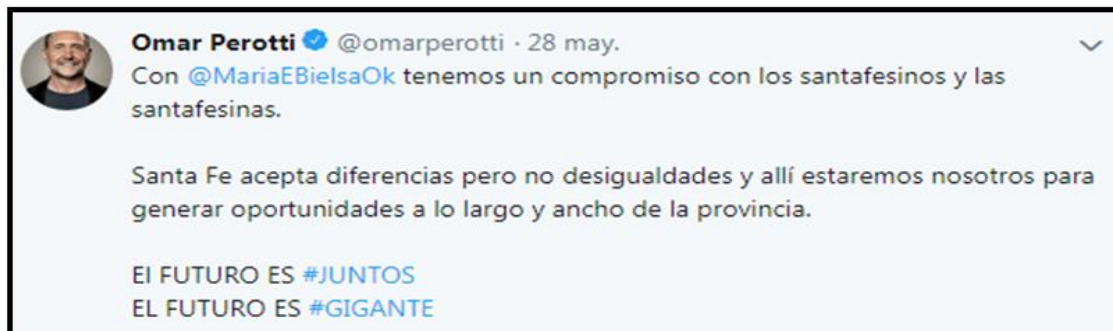 Omar Perotti @omarperotti · 28 may.
Con @MariaEBielsaOk tenemos un compromiso con los santafesinos y las
santafesinas.
Santa Fe acepta diferencias pero no desigualdades y allí estaremos nosotros para
generar oportunidades a lo largo y ancho de la provincia.
El FUTURO ES #JUNTOS
EL FUTURO ES #GIGANTE